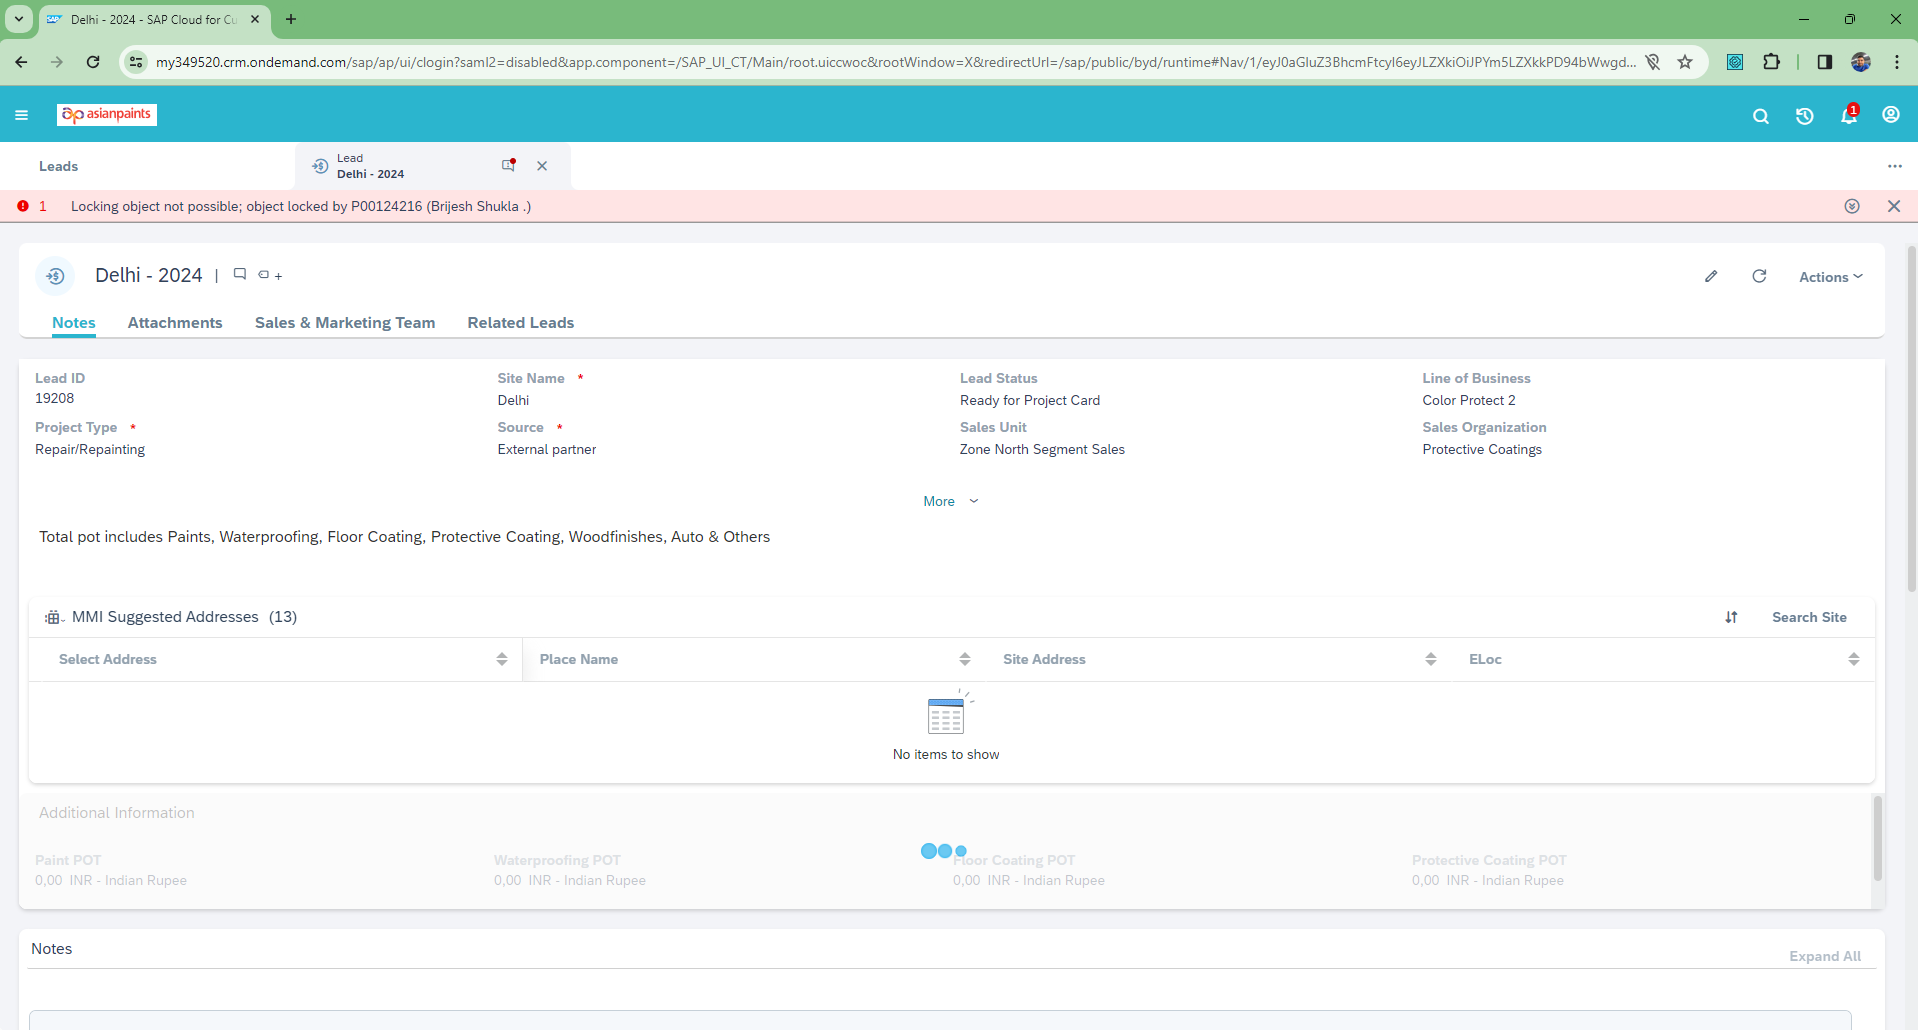 Delhi - 2024 - SAP Cloud for Cu
my349520.crm.ondemand.com/sap/ap/ui/clogin?saml2=disabled&app.component=/SAP_UI_CT/Main/root.uiccwoc&rootWindow=X&redirectUrl=/sap/public/byd/runtime#Nav/1/eyJ0aGluZ3BhcmFtcyI6eyJLZXkiOiJPYm5LZXkkPD94bWwgd...
asianpaints
1
Leads
Lead
Delhi - 2024
1 Locking object not possible; object locked by P00124216 (Brijesh Shukla .)
Delhi - 2024 | +
Actions
Notes Attachments Sales & Marketing Team Related Leads
Lead ID Site Name * Lead Status Line of Business
19208 Delhi Ready for Project Card Color Protect 2
Project Type * Source * Sales Unit Sales Organization
Repair/Repainting External partner Zone North Segment Sales Protective Coatings
More
Total pot includes Paints, Waterproofing, Floor Coating, Protective Coating, Woodfinishes, Auto & Others
MMI Suggested Addresses (13) Search Site
Select Address Place Name Site Address ELoc
No items to show
Additional Information
Paint POT Waterproofing POT Floor Coating POT Protective Coating POT
0,00 INR - Indian Rupee 0,00 INR - Indian Rupee 0,00 INR - Indian Rupee 0,00 INR - Indian Rupee
Notes
Expand All